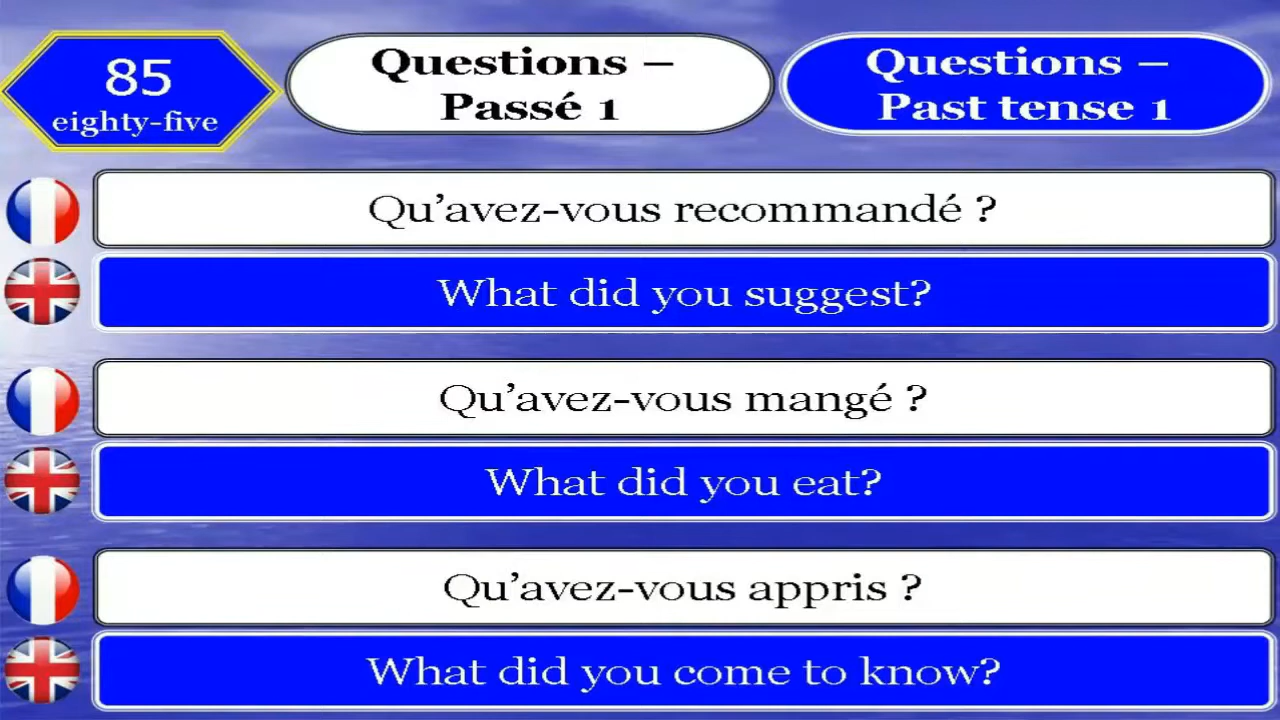 85
eighty-five
Questions –
Passé 1
Questions –
Past tense 1
Qu’avez-vous recommandé ?
What did you suggest?
Qu’avez-vous mangé ?
What did you eat?
Qu’avez-vous appris ?
What did you come to know?